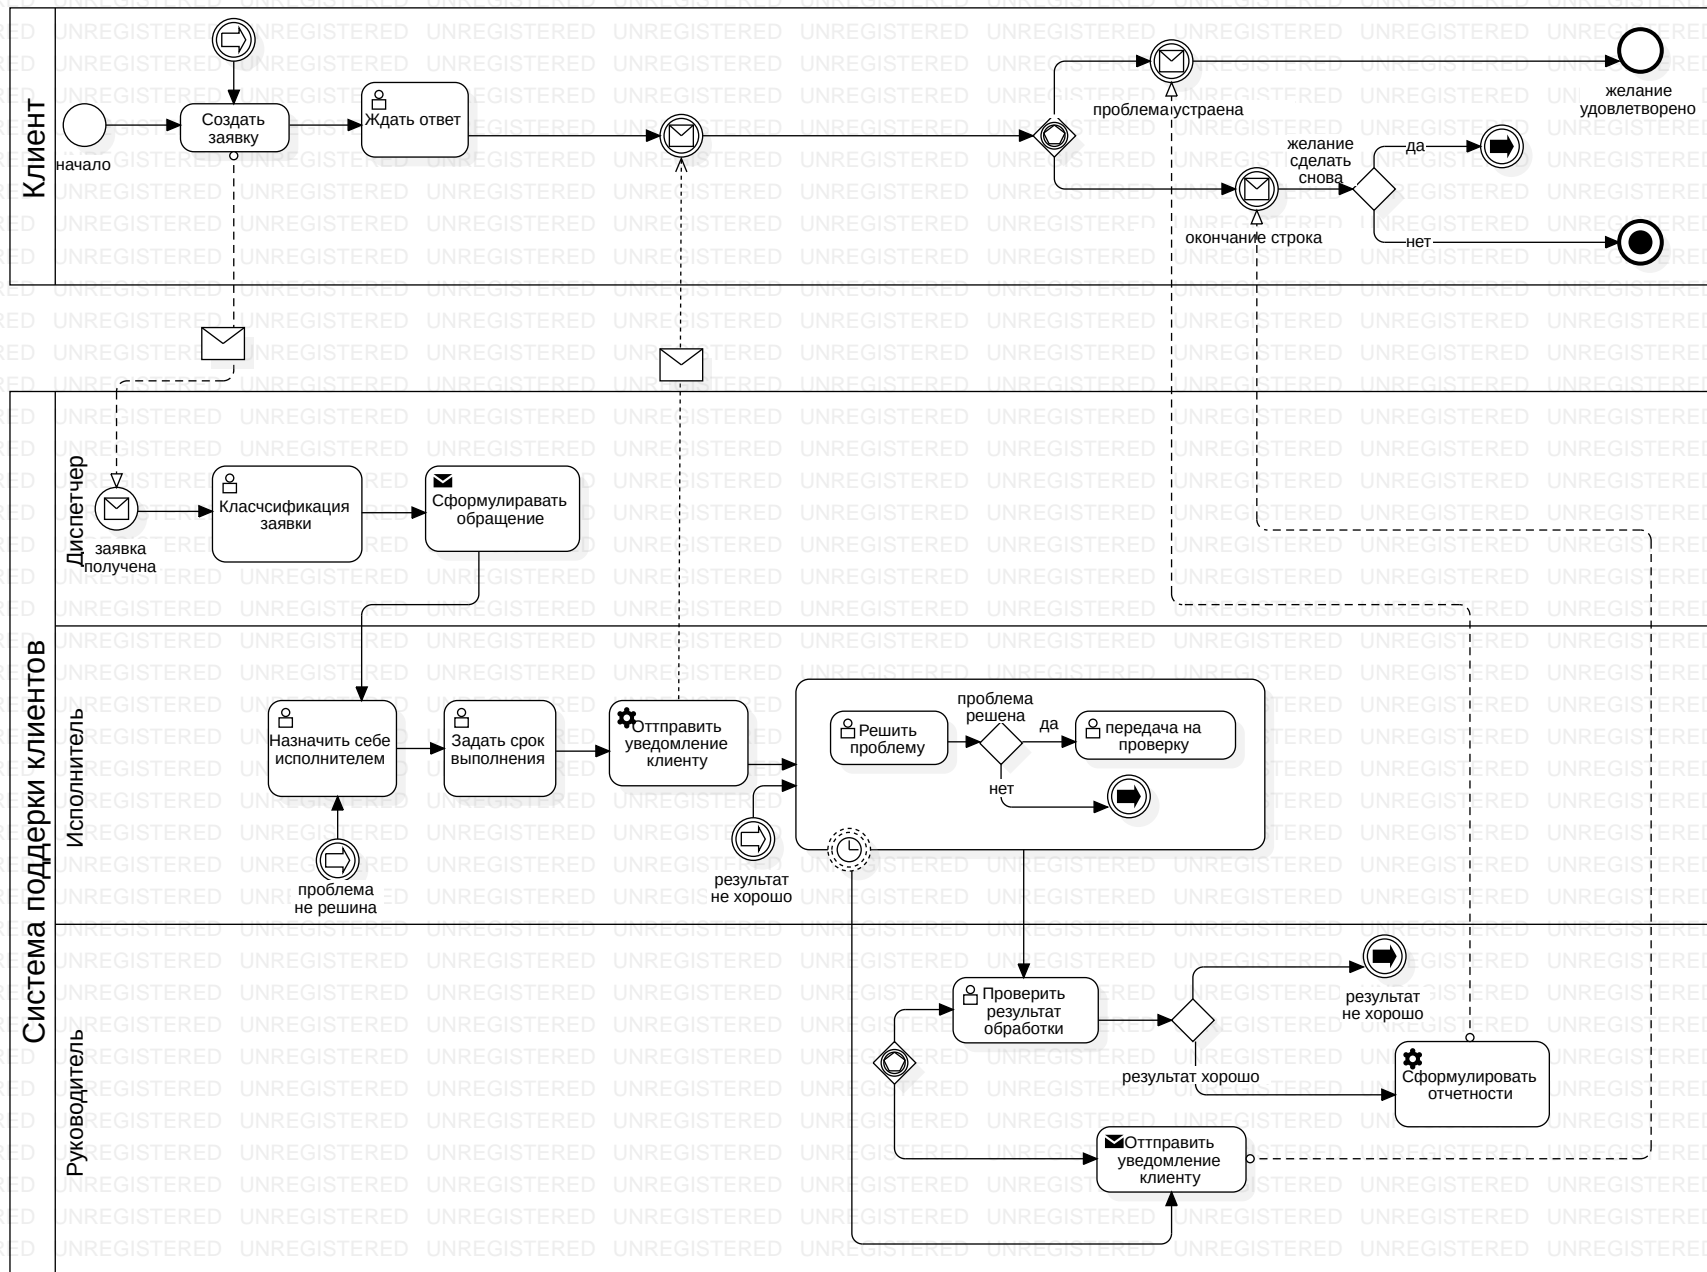 Клиент
начало
Создать
заявку
Ждать ответ
проблема устраена
желание
удовлетворено
желание
сделать
снова
да
нет
окончание строка
Система поддерки клиентов
Диспетчер
заявка
получена
Класчсификация
заявки
Сформулиравать
обращение
Исполнитель
Назначить себе
исполнителем
Задать срок
выполнения
Оттправить
уведомление
клиенту
проблема
не решина
результат
не хорошо
Решить
проблему
проблема
решена
да
передача на
проверку
нет
Руководитель
Проверить
результат
обработки
результат
не хорошо
результат хорошо
Сформулировать
отчетности
Оттправить
уведомление
клиенту
UNREGISTERED